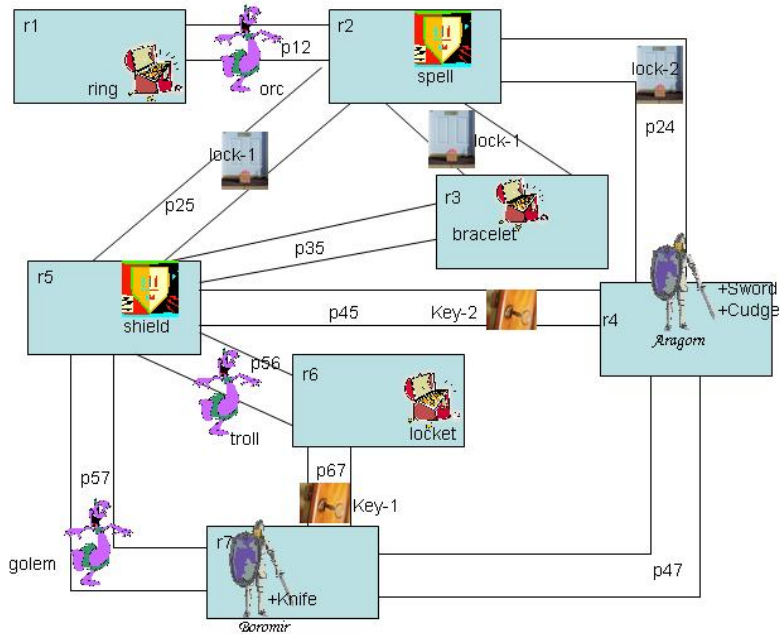 r1
p12
r2
spell
ring
orc
lock-2
lock-1
lock-1
p24
p25
r3
bracelet
p35
r5
shield
+Sword
+Cudge
r4
Aragorn
Key-2
p45
p56
r6
troll
locket
p57
p67
Key-1
golem
r7
+Knife
p47
Boromir